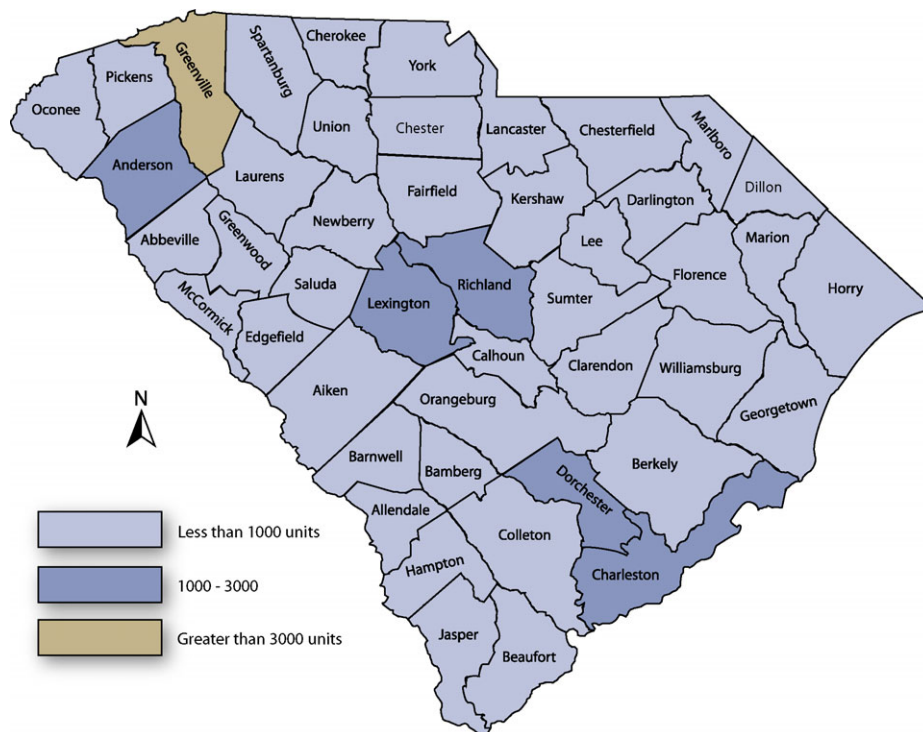 Cherokee
Greenville
Spartanburg
York
Pickens
Oconee
Union
Chester
Lancaster
Chesterfield
Marlboro
Anderson
Laurens
Fairfield
Kershaw
Darlington
Dillon
Newberry
Greenwood
Abbeville
Lee
Marion
Saluda
Lexington
Richland
Sumter
Florence
Horry
McCormick
Edgefield
Calhoun
Clarendon
Williamsburg
Aiken
Orangeburg
Georgetown
N
Barnwell
Bamberg
Dorchester
Berkely
Allendale
Colleton
Hampton
Charleston
Jasper
Beaufort
Less than 1000 units
1000 - 3000
Greater than 3000 units